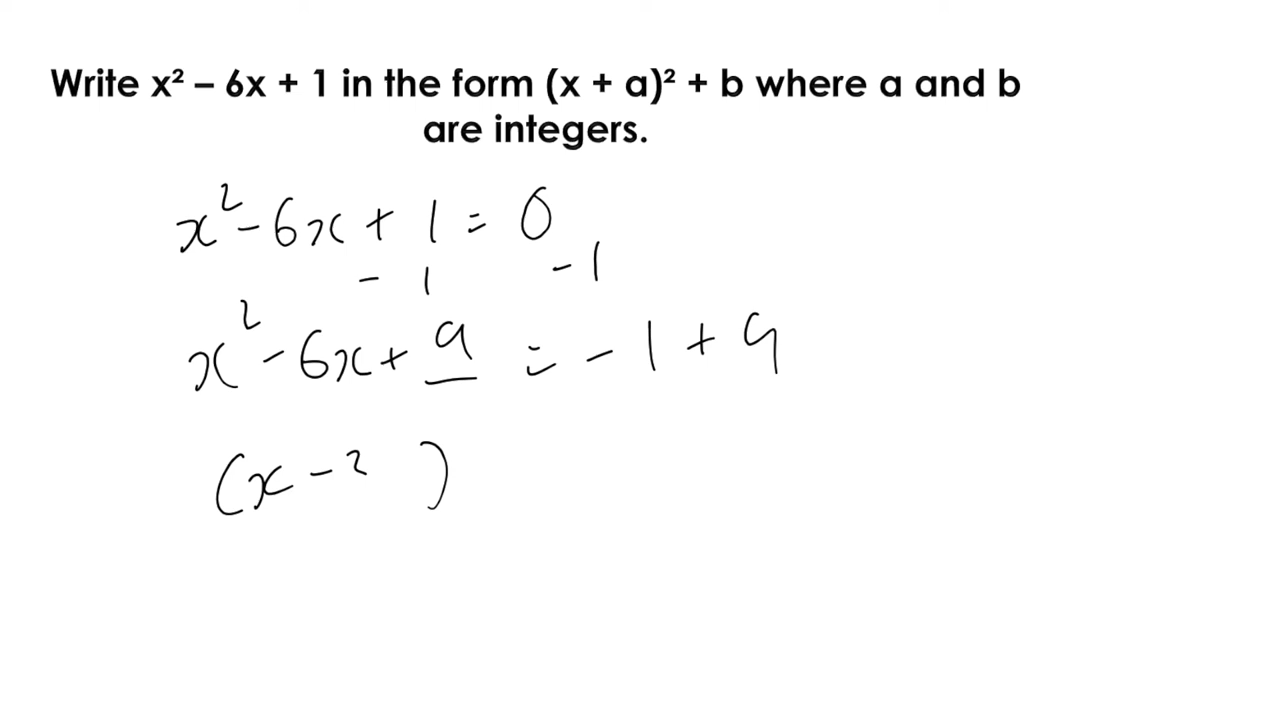 Write x² – 6x + 1 in the form (x + a)² + b where a and b
are integers.
x² - 6x + 1 = 0
- 1 - 1
x² - 6x + 9 = - 1 + 9
(x - )